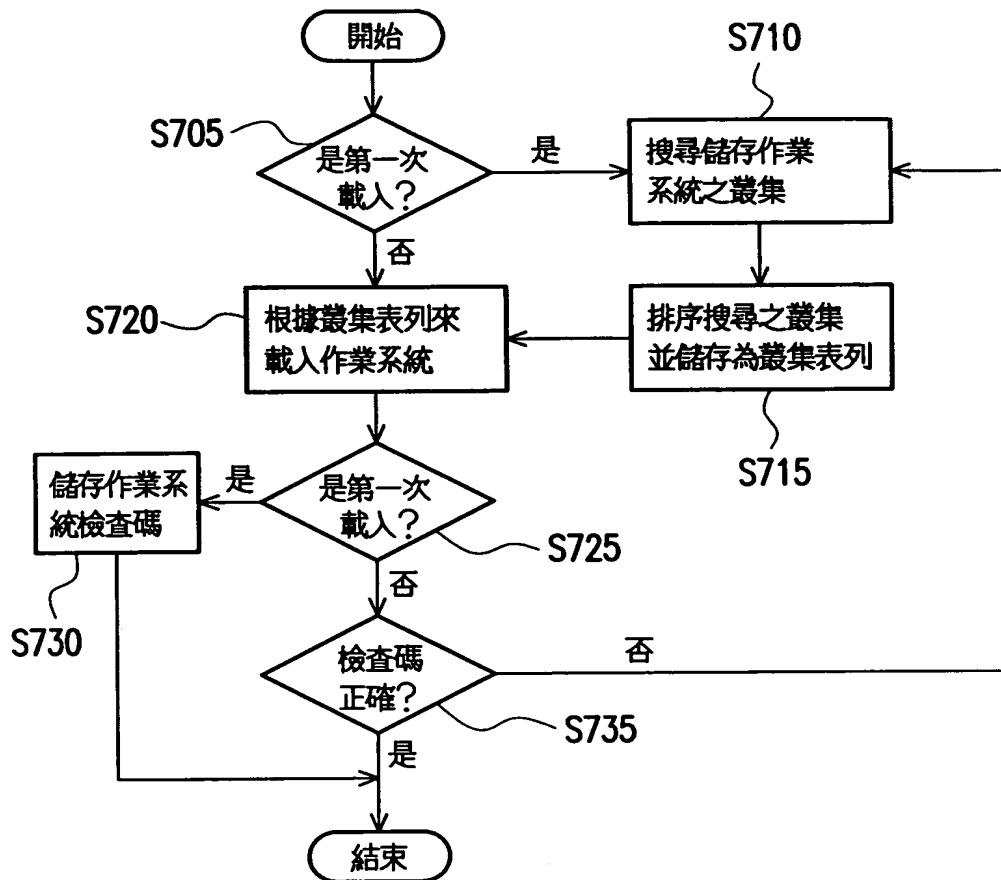 開始
S710
S705
是第一次
載入?
是
搜尋儲存作業
系統之叢集
否
S720
根據叢集表列來
載入作業系統
排序搜尋之叢集
並儲存為叢集表列
S715
儲存作業系
統檢查碼
是
是第一次
載入?
S725
否
S730
檢查碼
正確?
否
S735
是
結束